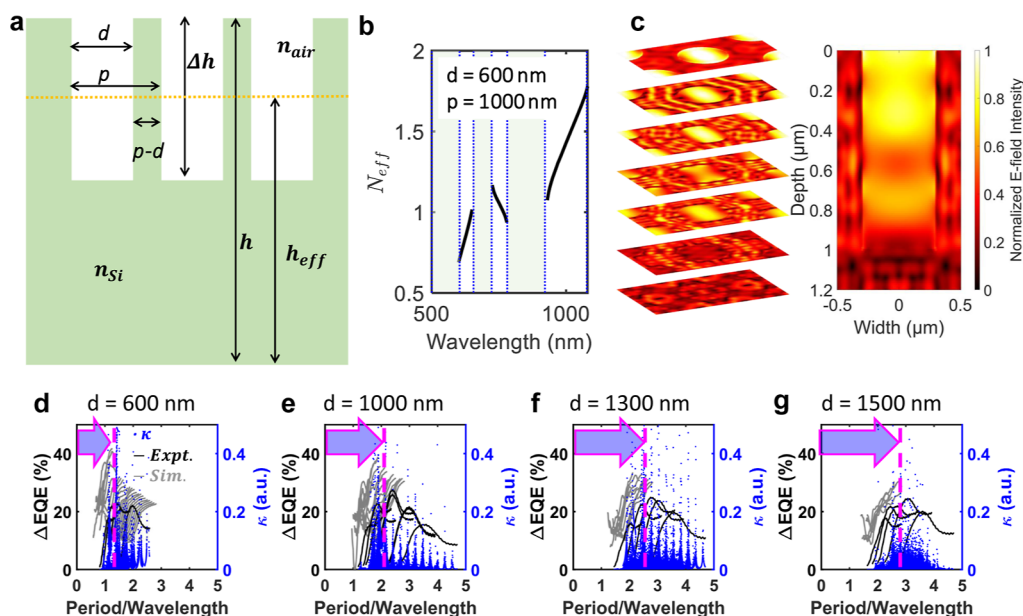 a
d
p
p-d
Δh
n_air
h
h_eff
n_Si
b
2
1.5
1
0.5
N_eff
d = 600 nm
p = 1000 nm
500
1000
Wavelength (nm)
c
0
0.2
0.4
0.6
0.8
1
1.2
Depth (μm)
-0.5
0
0.5
Width (μm)
1
0.8
0.6
0.4
0.2
0
Normalized E-field Intensity
d
d = 600 nm
κ
Expt.
Sim.
40
20
0
ΔEQE (%)
0.4
0.2
0.0
κ (a.u.)
0 1 2 3 4 5
Period/Wavelength
e
d = 1000 nm
40
20
0
ΔEQE (%)
0.4
0.2
0.0
κ (a.u.)
0 1 2 3 4 5
Period/Wavelength
f
d = 1300 nm
40
20
0
ΔEQE (%)
0.4
0.2
0.0
κ (a.u.)
0 1 2 3 4 5
Period/Wavelength
g
d = 1500 nm
40
20
0
ΔEQE (%)
0.4
0.2
0.0
κ (a.u.)
0 1 2 3 4 5
Period/Wavelength